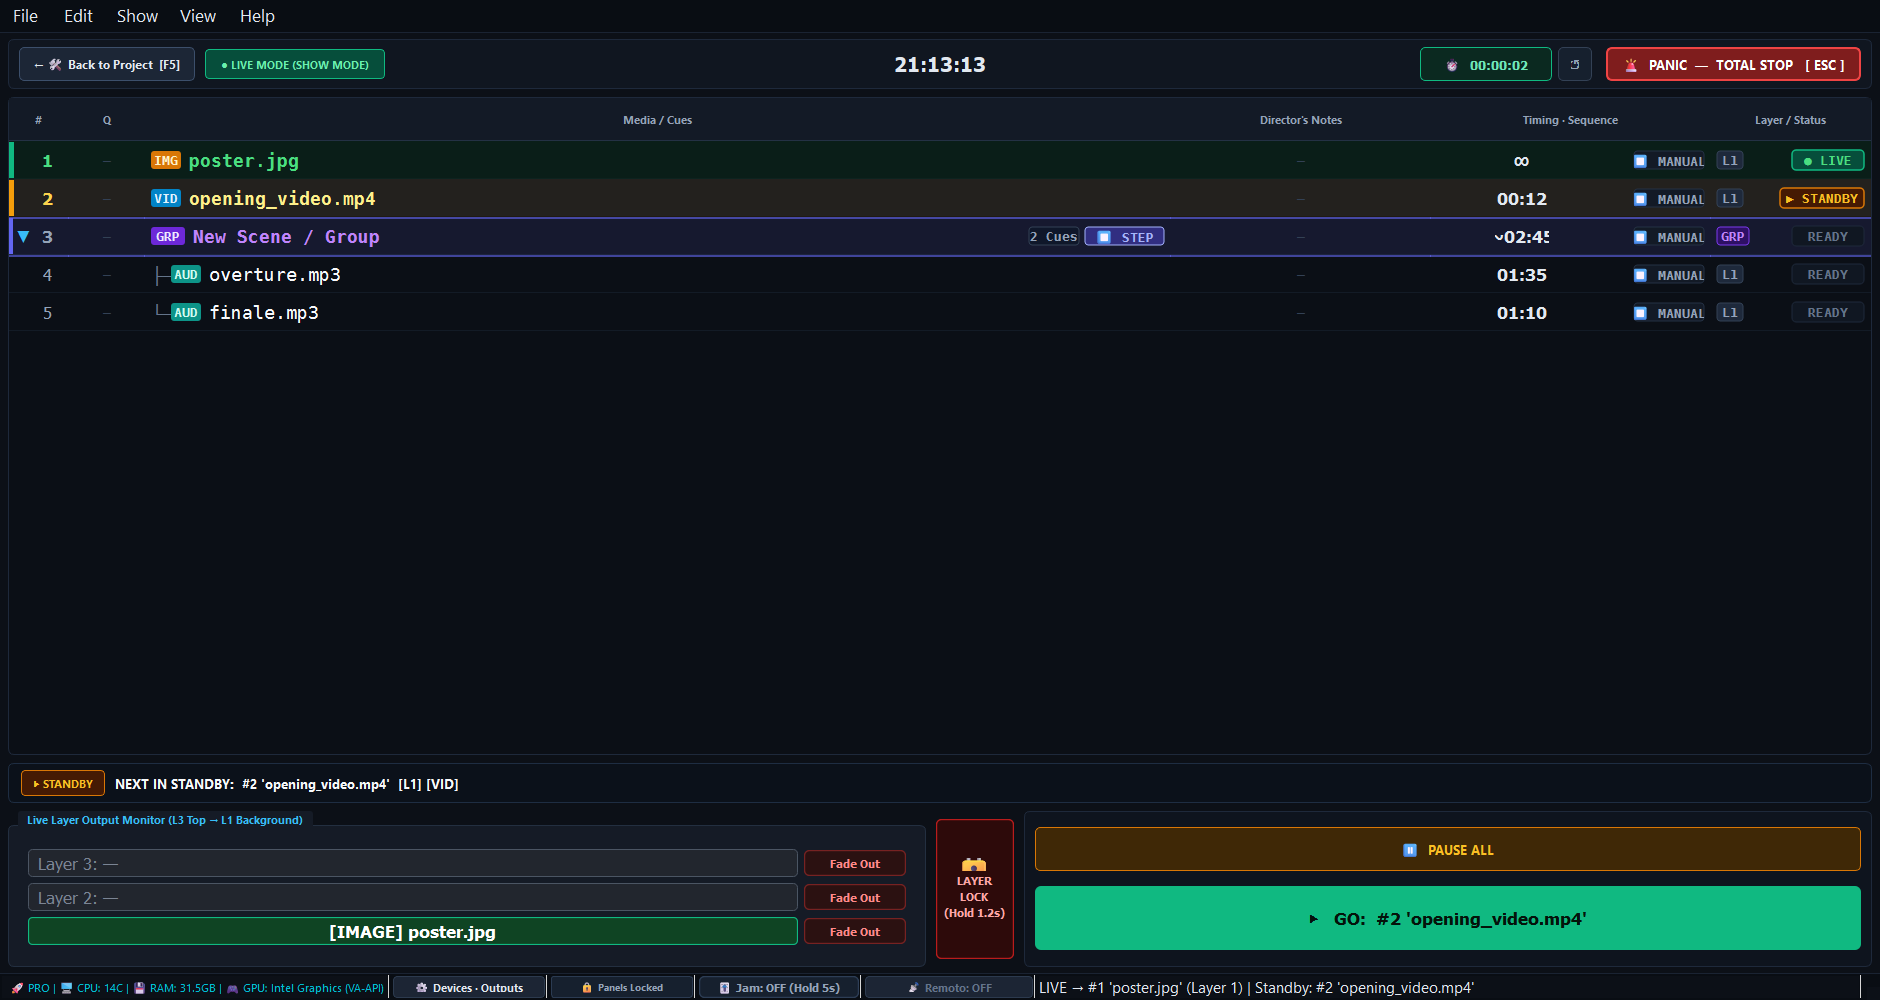 File Edit Show View Help
← Back to Project [F5] ● LIVE MODE (SHOW MODE) 21:13:13 00:00:02 PANIC — TOTAL STOP [ ESC ]
# Q Media / Cues Director's Notes Timing · Sequence Layer / Status
1 — IMG poster.jpg — ∞ MANUAL L1 ● LIVE
2 — VID opening_video.mp4 00:12 MANUAL L1 ▶ STANDBY
▼ 3 — GRP New Scene / Group 2 Cues STEP — ~02:45 MANUAL GRP READY
4 — ├─ AUD overture.mp3 — 01:35 MANUAL L1 READY
5 — └─ AUD finale.mp3 — 01:10 MANUAL L1 READY
▶ STANDBY NEXT IN STANDBY: #2 'opening_video.mp4' [L1] [VID]
Live Layer Output Monitor (L3 Top → L1 Background)
Layer 3: — Fade Out
Layer 2: — Fade Out
[IMAGE] poster.jpg Fade Out
LAYER
LOCK
(Hold 1.2s)
PAUSE ALL
▶ GO: #2 'opening_video.mp4'
PRO | CPU: 14C | RAM: 31.5GB | GPU: Intel Graphics (VA-API) Devices · Outputs Panels Locked Jam: OFF (Hold 5s) Remoto: OFF LIVE → #1 'poster.jpg' (Layer 1) | Standby: #2 'opening_video.mp4'